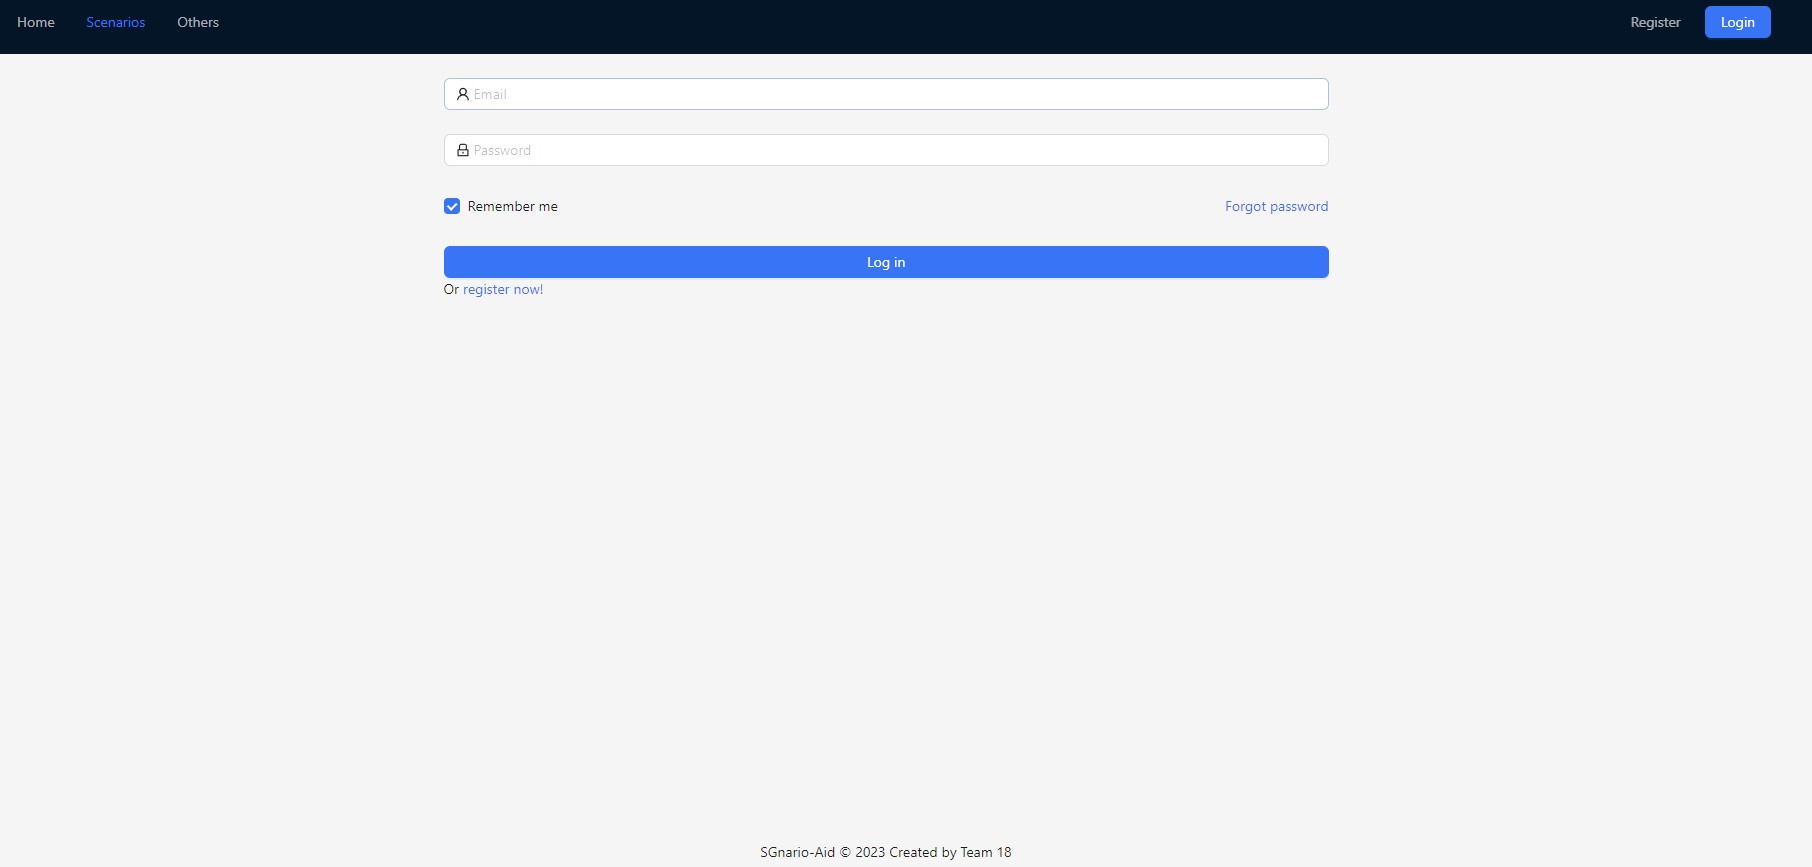 Home Scenarios Others Register Login
Email
Password
Remember me Forgot password
Log in
Or register now!
SGnario-Aid © 2023 Created by Team 18